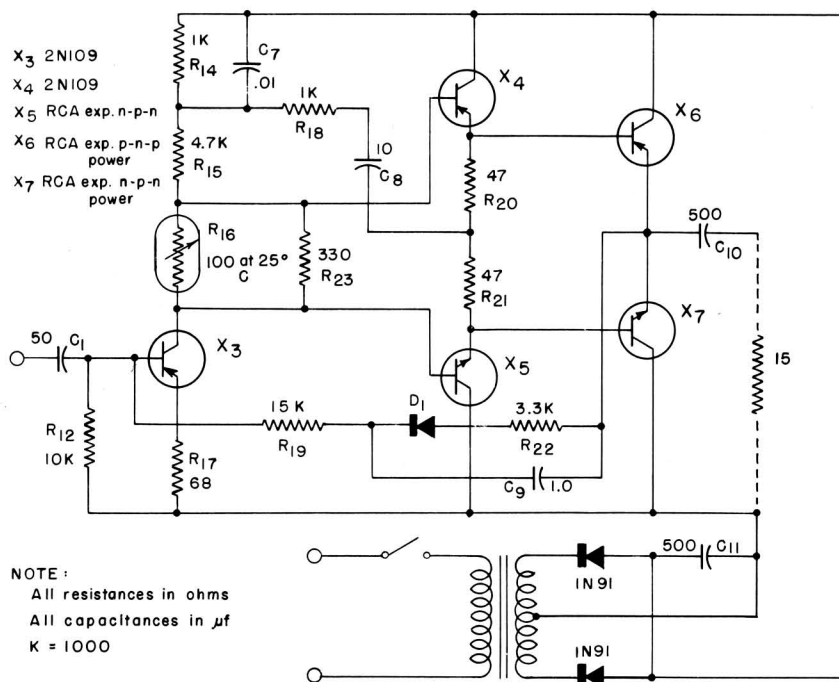 X3 2N109
X4 2N109
X5 RCA exp. n-p-n
X6 RCA exp. p-n-p
power
X7 RCA exp. n-p-n
power
1K
R14
C7
.01
1K
R18
10
C8
4.7K
R15
R16
100 at 25°
C
330
R23
X4
47
R20
47
R21
X6
500
C10
X7
15
50
C1
X3
X5
R12
10K
R17
68
15 K
R19
D1
3.3K
R22
C9
1.0
500
C11
1N91
1N91
NOTE:
All resistances in ohms
All capacitances in μf
K = 1000